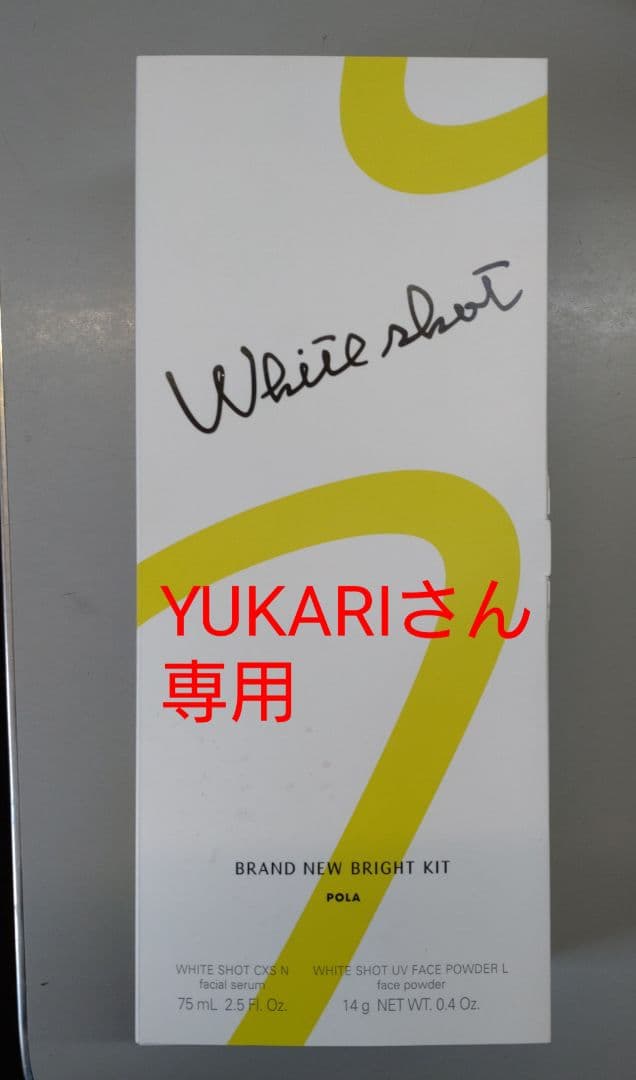 White shot
YUKARIさん
専用
BRAND NEW BRIGHT KIT
POLA
WHITE SHOT CXS N WHITE SHOT UV FACE POWDER L
facial serum face powder
75 mL 2.5 Fl. Oz. 14 g NET WT. 0.4 Oz.